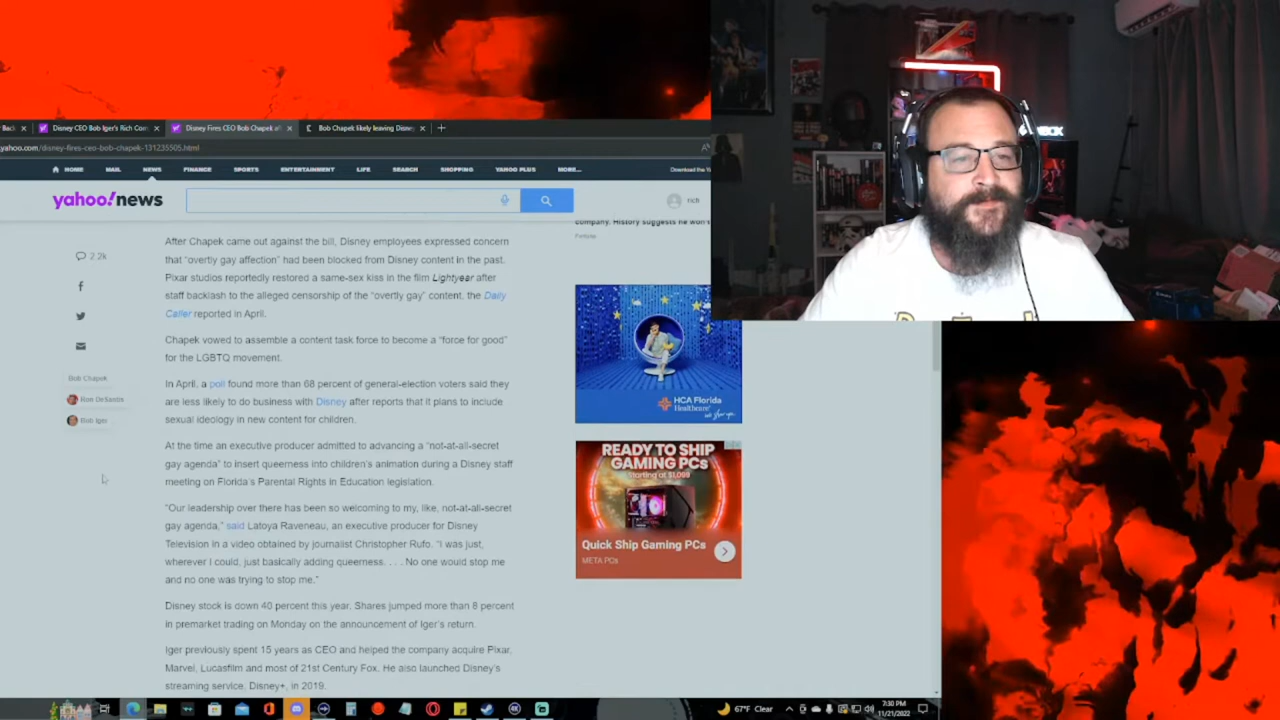 Disney CEO Bob Iger's Rich Com
Disney Fires CEO Bob Chapek af
Bob Chapek likely leaving Disne
yahoo.com/disney-fires-ceo-bob-chapek-131235505.html
HOME MAIL NEWS FINANCE SPORTS ENTERTAINMENT LIFE SEARCH SHOPPING YAHOO PLUS MORE...
Download the
yahoo!news
rich
company. History suggests he won't
Fortune
After Chapek came out against the bill, Disney employees expressed concern
that "overtly gay affection" had been blocked from Disney content in the past.
Pixar studios reportedly restored a same-sex kiss in the film Lightyear after
staff backlash to the alleged censorship of the "overtly gay" content, the Daily
Caller reported in April.
Chapek vowed to assemble a content task force to become a "force for good"
for the LGBTQ movement.
In April, a poll found more than 68 percent of general-election voters said they
are less likely to do business with Disney after reports that it plans to include
sexual ideology in new content for children.
At the time an executive producer admitted to advancing a "not-at-all-secret
gay agenda" to insert queerness into children's animation during a Disney staff
meeting on Florida's Parental Rights in Education legislation.
"Our leadership over there has been so welcoming to my, like, not-at-all-secret
gay agenda," said Latoya Raveneau, an executive producer for Disney
Television in a video obtained by journalist Christopher Rufo. "I was just,
wherever I could, just basically adding queerness. . . . No one would stop me
and no one was trying to stop me."
Disney stock is down 40 percent this year. Shares jumped more than 8 percent
in premarket trading on Monday on the announcement of Iger's return.
Iger previously spent 15 years as CEO and helped the company acquire Pixar,
Marvel, Lucasfilm and most of 21st Century Fox. He also launched Disney's
streaming service, Disney+, in 2019.
2.2k
Bob Chapek
Ron DeSantis
Bob Iger
HCA Florida
Healthcare
READY TO SHIP
GAMING PCs
Starting at $1,099
Quick Ship Gaming PCs
META PCs
67°F Clear
7:30 PM
11/21/2022